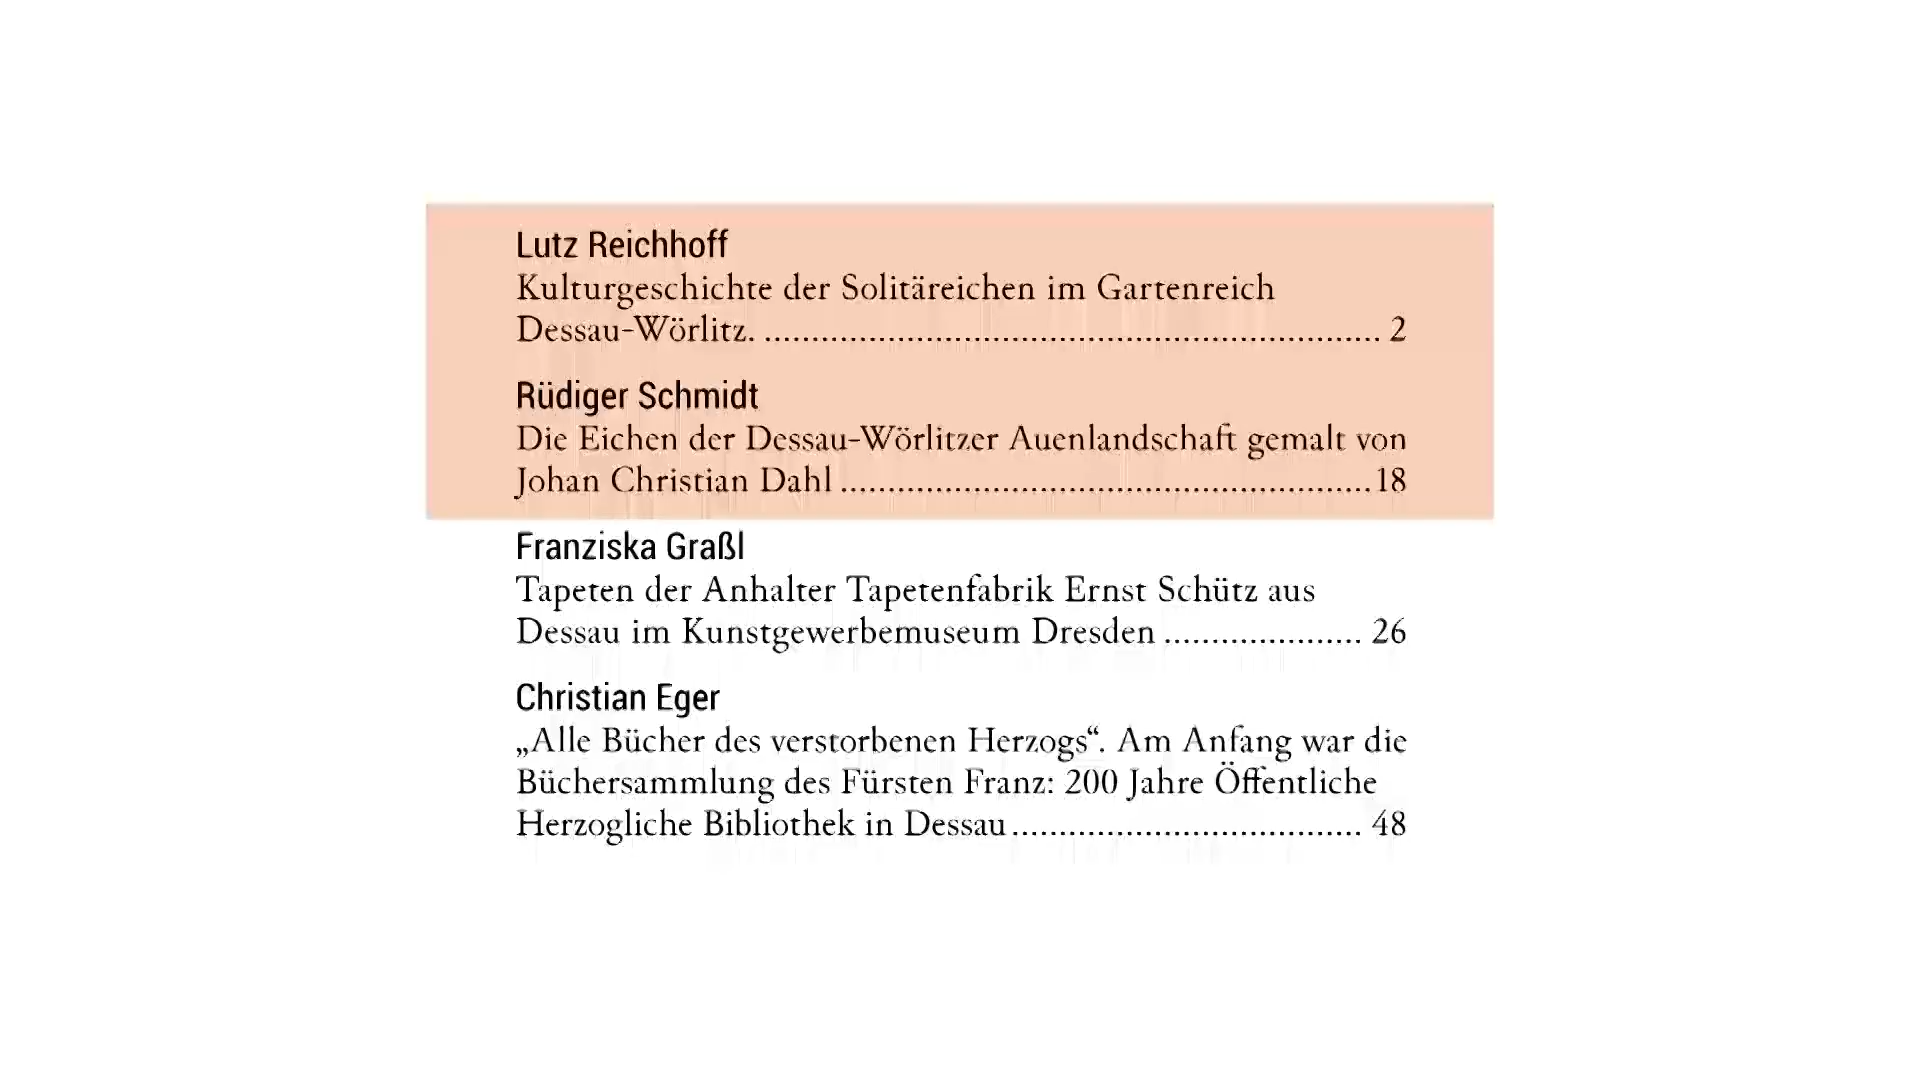 Lutz Reichhoff
Kulturgeschichte der Solitäreichen im Gartenreich
Dessau-Wörlitz. ................................................................. 2
Rüdiger Schmidt
Die Eichen der Dessau-Wörlitzer Auenlandschaft gemalt von
Johan Christian Dahl ........................................................18
Franziska Graßl
Tapeten der Anhalter Tapetenfabrik Ernst Schütz aus
Dessau im Kunstgewerbemuseum Dresden ..................... 26
Christian Eger
„Alle Bücher des verstorbenen Herzogs“. Am Anfang war die
Büchersammlung des Fürsten Franz: 200 Jahre Öffentliche
Herzogliche Bibliothek in Dessau ..................................... 48